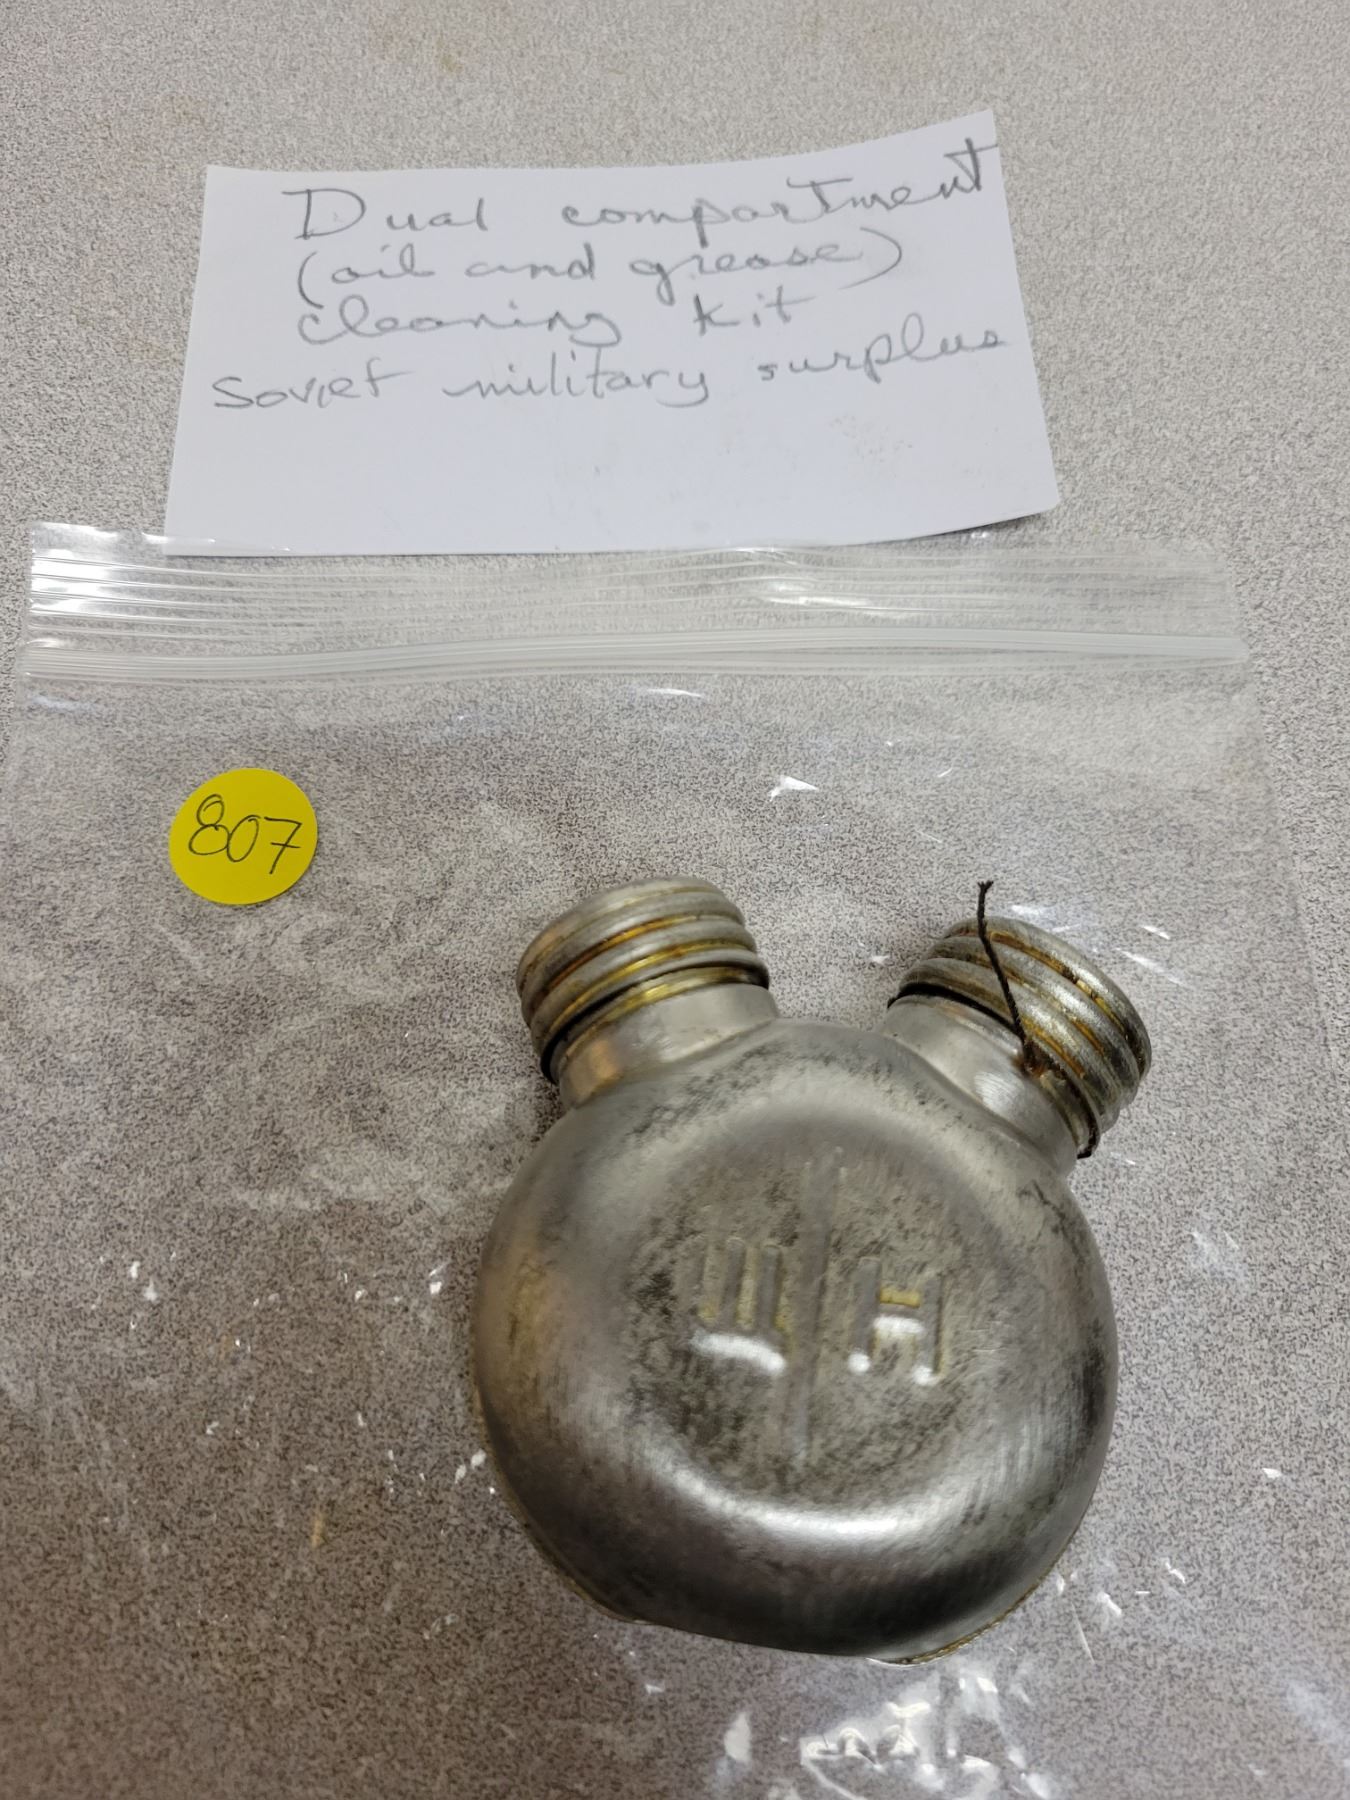 Dual compartment
(oil and grease)
cleaning kit
Soviet military surplus
807
Щ Н